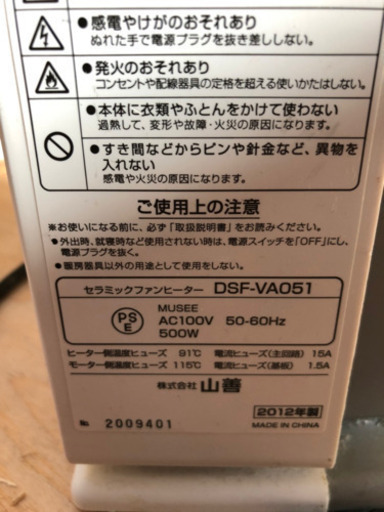 ●感電やけがのおそれあり
ぬれた手で電源プラグを抜き差ししない。
●発火のおそれあり
コンセントや配線器具の定格を超える使いかたはしない。
●本体に衣類やふとんをかけて使わない
過熱して、変形や故障・火災の原因になります。
●すき間などからピンや針金など、異物を
入れない
感電や火災の原因になります。
ご使用上の注意
※お使いになる前に、必ず「取扱説明書」をお読みください。
●外出時、就寝時など使用されない時は、電源スイッチを「OFF」にし、
電源プラグを抜く。
●暖房器具以外の用途として使用をしない。
セラミックファンヒーター DSF-VA051
PSE
MUSEE
AC100V 50-60Hz
500W
ヒーター側温度ヒューズ 91℃ 電流ヒューズ(主回路) 15A
モーター側温度ヒューズ 115℃ 電流ヒューズ(基板) 1.5A
株式会社 山善
2012年製
№ 2009401 MADE IN CHINA